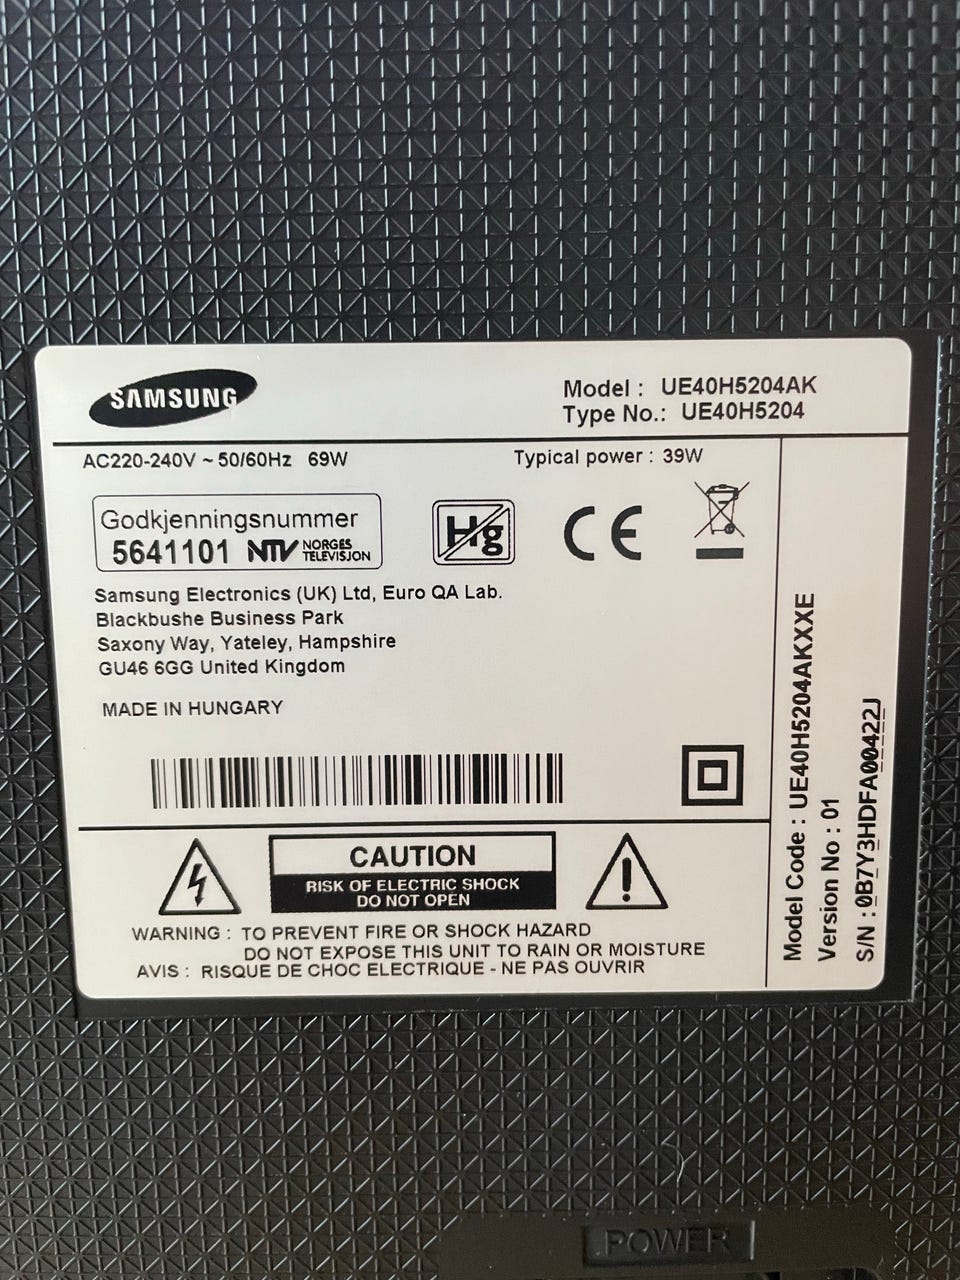 SAMSUNG
Model : UE40H5204AK
Type No.: UE40H5204
AC220-240V ~ 50/60Hz 69W
Typical power : 39W
Godkjenningsnummer
5641101 NTV NORGES TELEVISJON
Hg
CE
Samsung Electronics (UK) Ltd, Euro QA Lab.
Blackbushe Business Park
Saxony Way, Yateley, Hampshire
GU46 6GG United Kingdom
MADE IN HUNGARY
CAUTION
RISK OF ELECTRIC SHOCK
DO NOT OPEN
WARNING : TO PREVENT FIRE OR SHOCK HAZARD
DO NOT EXPOSE THIS UNIT TO RAIN OR MOISTURE
AVIS : RISQUE DE CHOC ELECTRIQUE - NE PAS OUVRIR
Model Code : UE40H5204AKXXXE
Version No : 01
S/N : 0B7Y3HDFA00422J
POWER